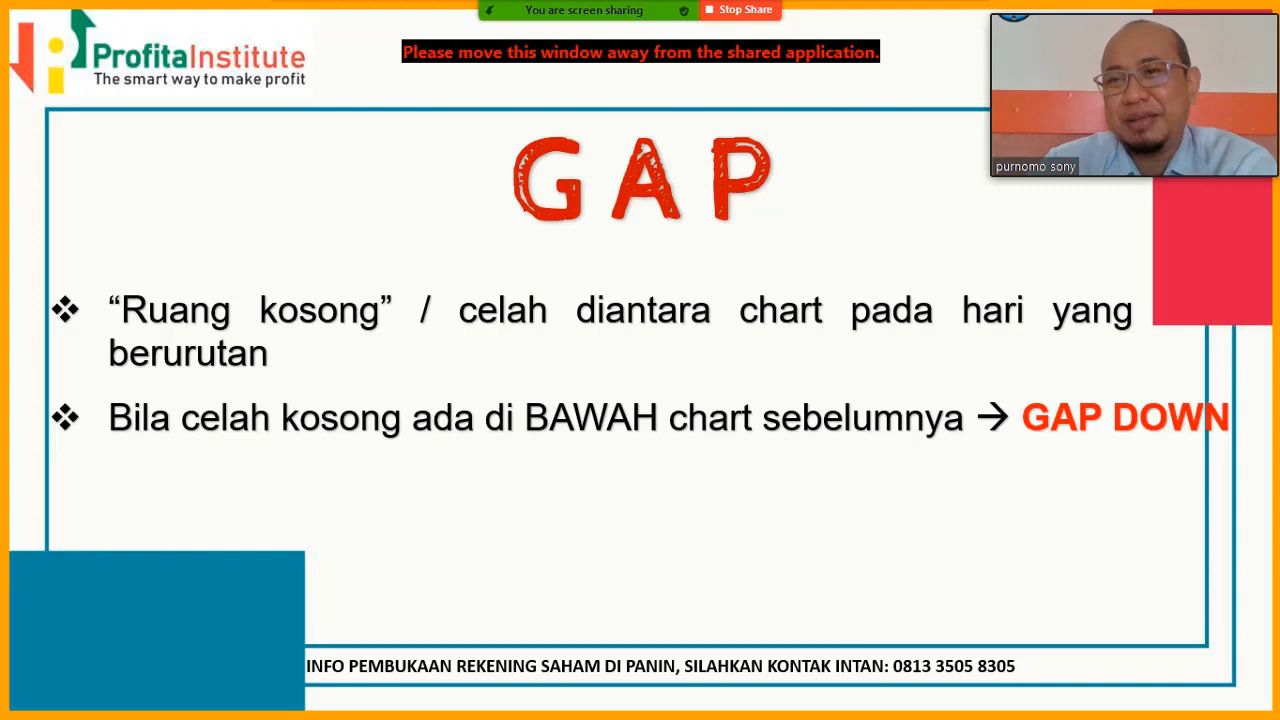 You are screen sharing
Stop Share
Please move this window away from the shared application.
ProfitaInstitute
The smart way to make profit
purnomo sony
GAP
❖ “Ruang kosong” / celah diantara chart pada hari yang
berurutan
❖ Bila celah kosong ada di BAWAH chart sebelumnya → GAP DOWN
INFO PEMBUKAAN REKENING SAHAM DI PANIN, SILAHKAN KONTAK INTAN: 0813 3505 8305